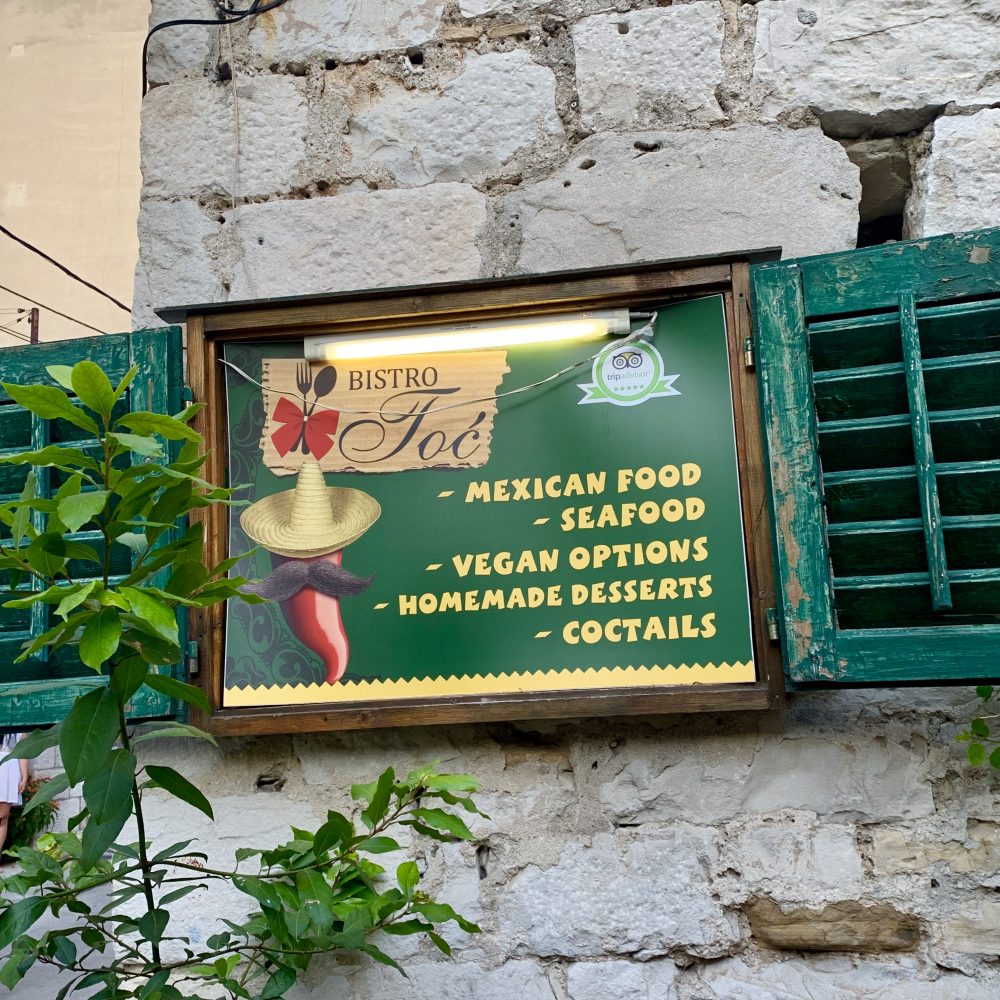 BISTRO
Toć
tripadvisor
- MEXICAN FOOD
- SEAFOOD
- VEGAN OPTIONS
- HOMEMADE DESSERTS
- COCTAILS